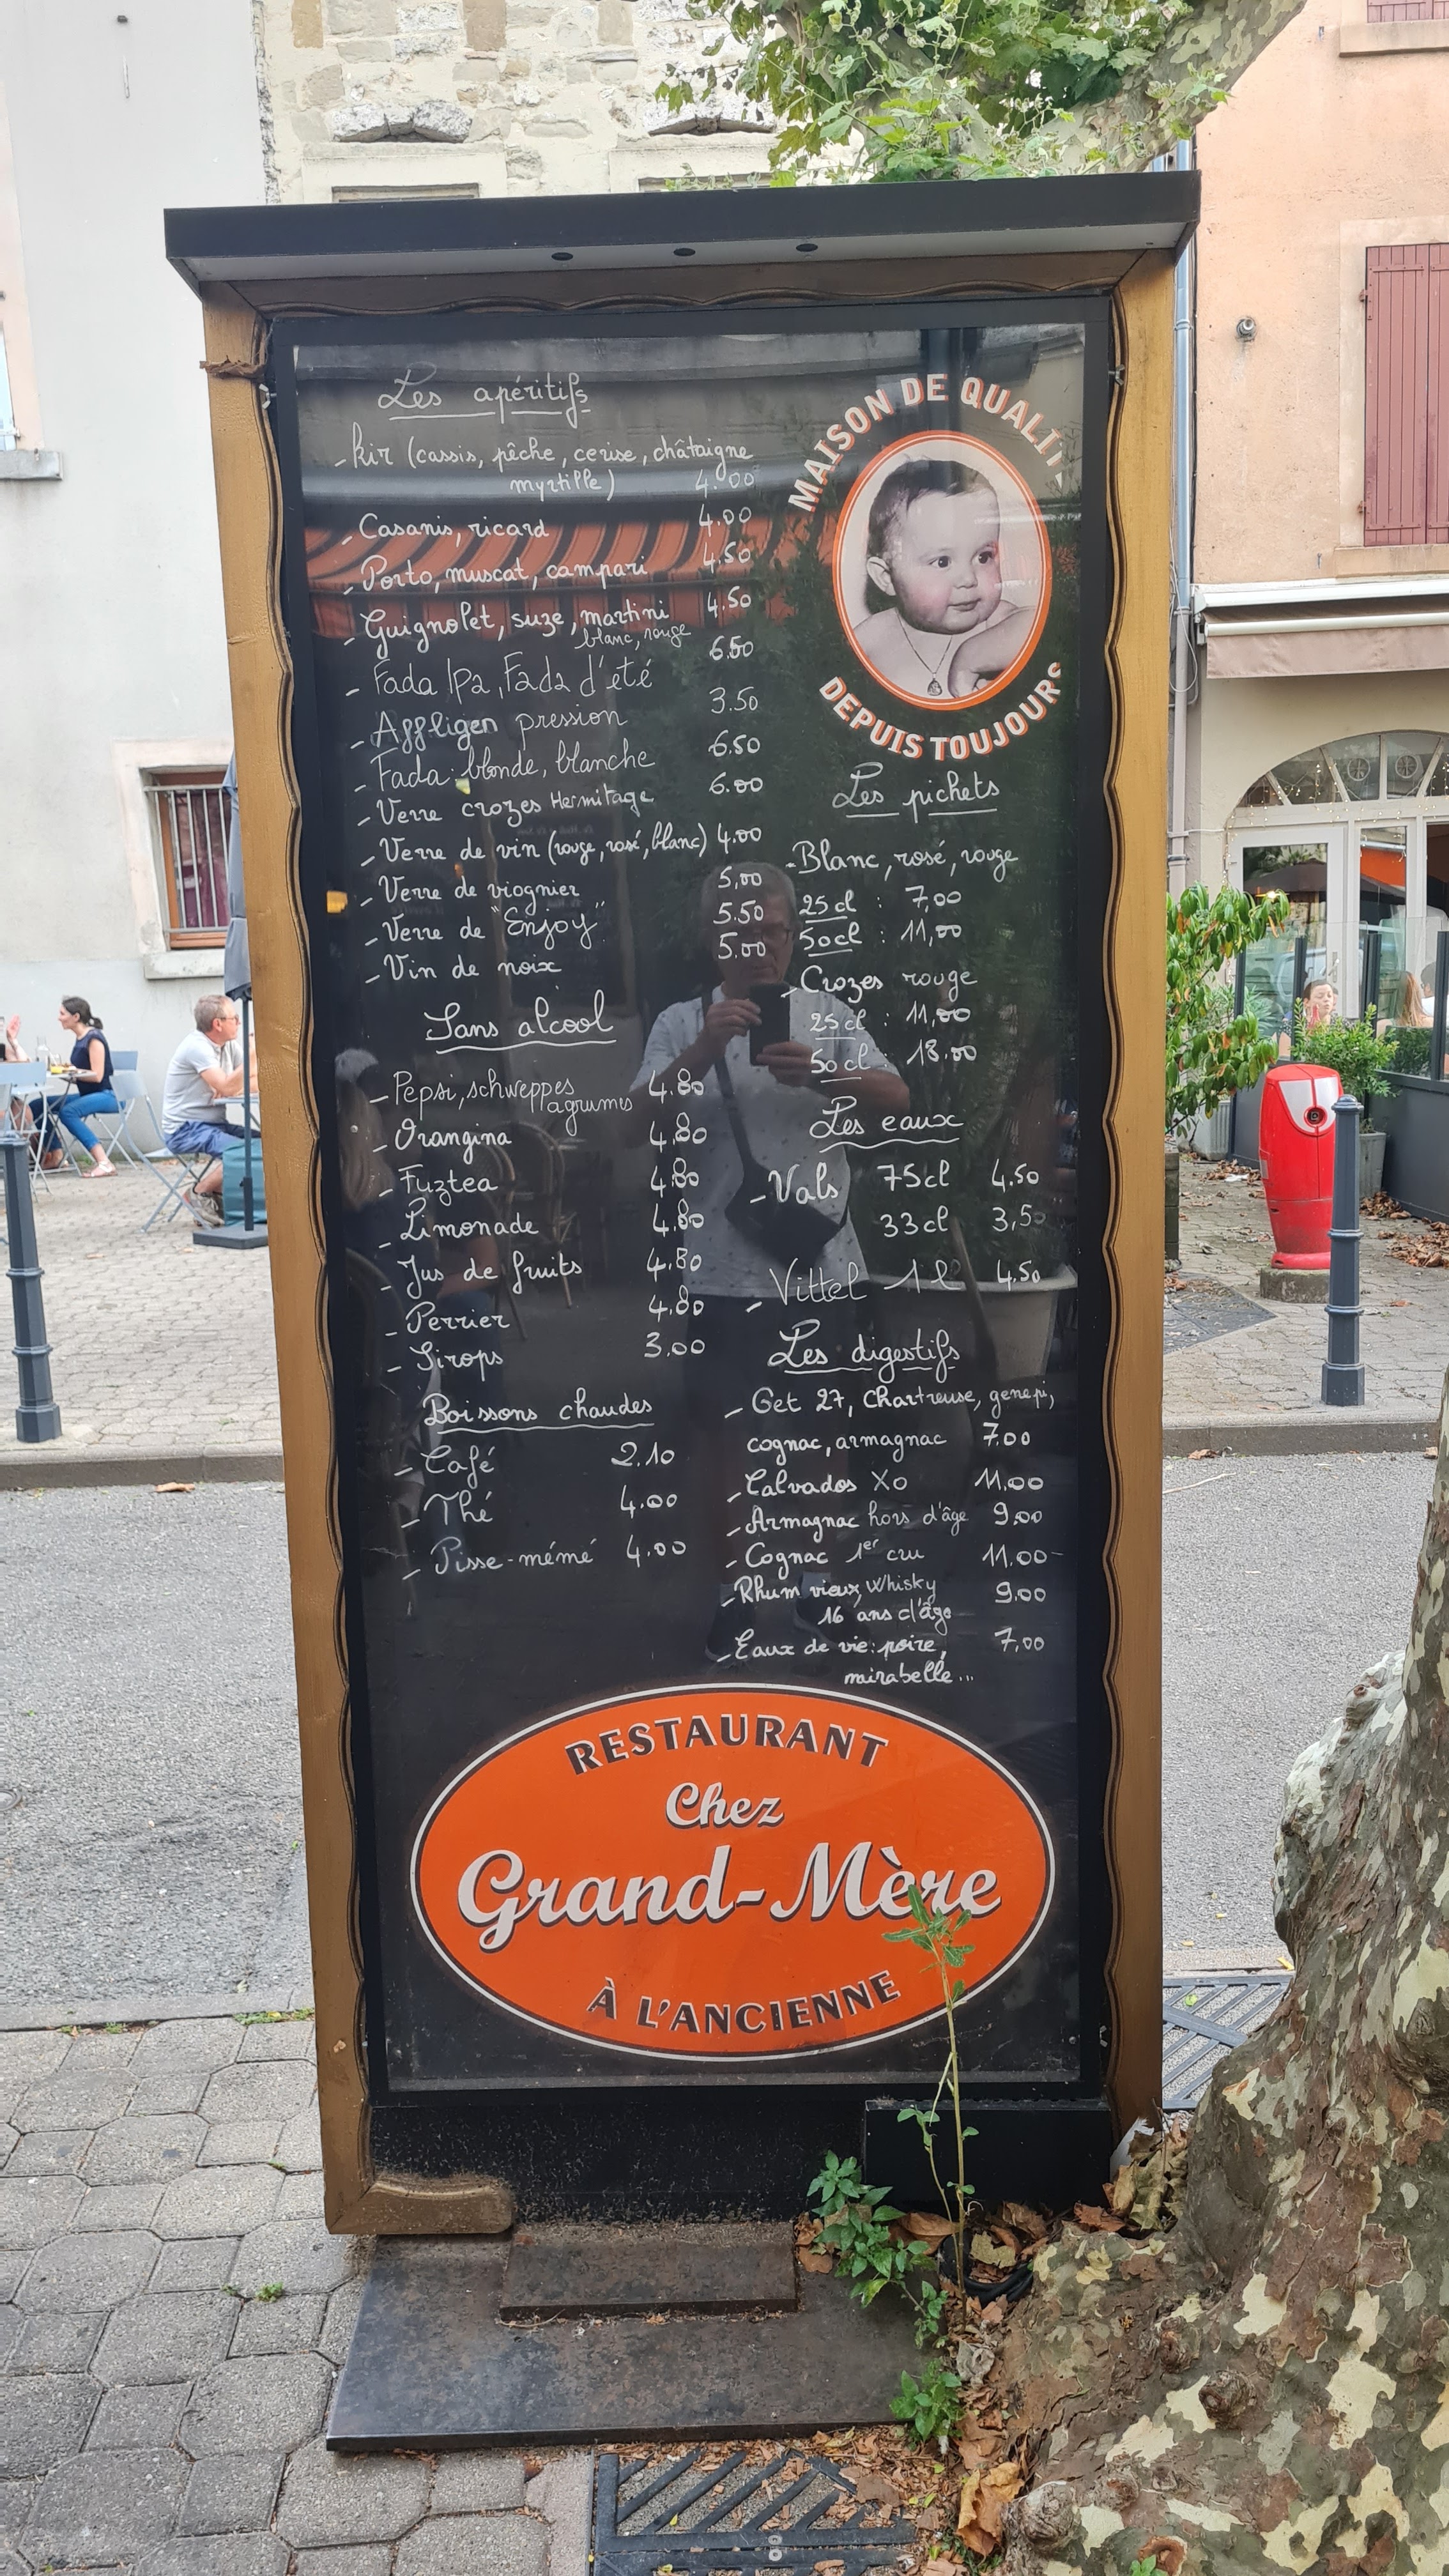 Les apéritifs
- Kir (cassis, pêche, cerise, châtaigne
myrtille) 4.00
- Casanis, ricard 4.00
- Porto, muscat, campari 4.50
- Guignolet, suze, martini 4.50
blanc, rouge
- Fada Ipa, Fada d'été 6.50
- Affligen pression 3.50
- Fada blonde, blanche 6.50
- Verre crozes Hermitage 6.00
- Verre de vin (rouge, rosé, blanc) 4.00
- Verre de viognier 5,00
- Verre de "Enjoy" 5.50
- Vin de noix 5.00
Sans alcool
- Pepsi, schweppes 4.80
agrumes
- Orangina 4.80
- Fuztea 4.80
- Limonade 4.80
- Jus de fruits 4.80
- Perrier 4.80
- Sirops 3.00
Boissons chaudes
- Café 2.10
- Thé 4.00
- Pisse-mémé 4.00
MAISON DE QUALIT
DEPUIS TOUJOURS
Les pichets
- Blanc, rosé, rouge
25 cl : 7,00
50cl : 11,00
- Crozes rouge
25 cl : 11,00
50 cl : 18.00
Les eaux
- Vals 75cl 4.50
33cl 3,50
- Vittel 1l 4,50
Les digestifs
- Get 27, Chartreuse, genepi,
cognac, armagnac 7.00
- Calvados XO 11.00
- Armagnac hors d'âge 9.00
- Cognac 1er cru 11.00-
- Rhum vieux, Whisky 9.00
16 ans d'âge
- Eaux de vie: poire, 7,00
mirabelle...
RESTAURANT
Chez
Grand-Mère
À L'ANCIENNE